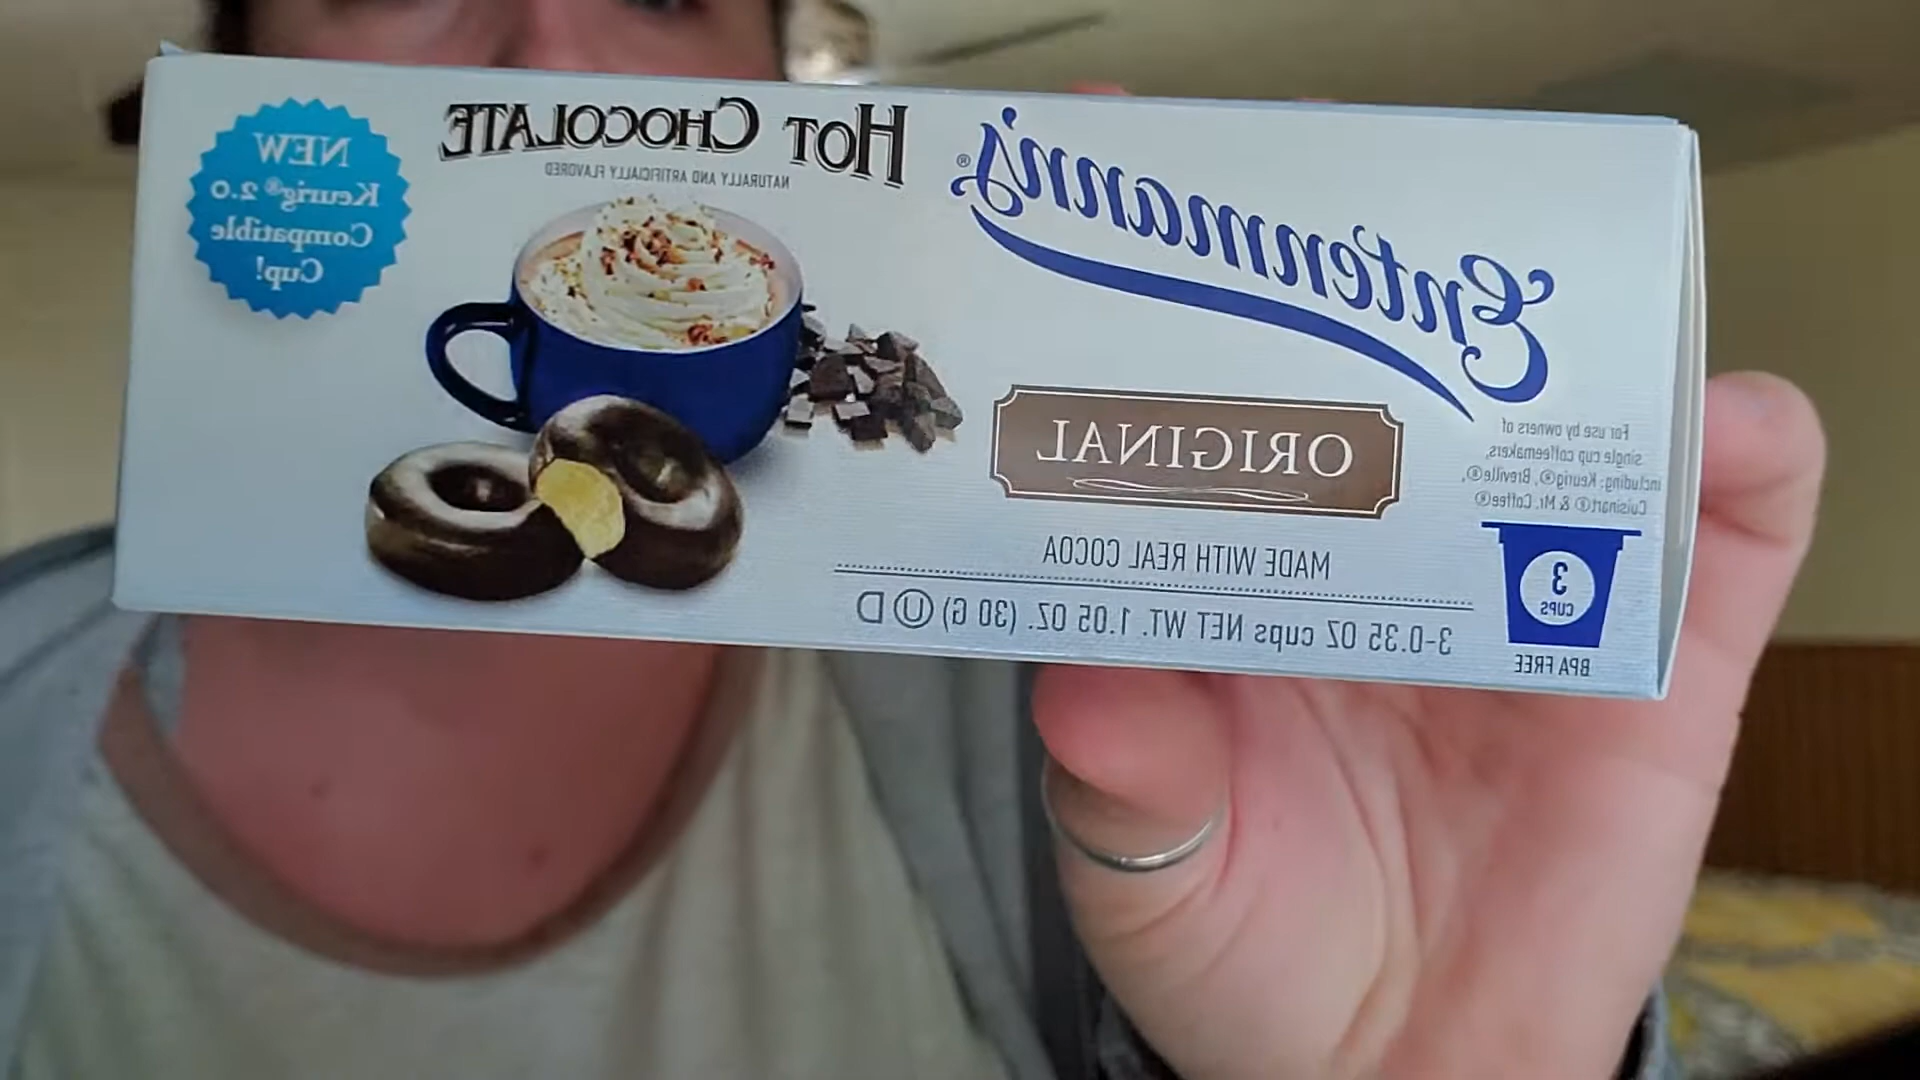 Entenmann's®
HOT CHOCOLATE
NATURALLY AND ARTIFICIALLY FLAVORED
NEW
Keurig® 2.0
Compatible
Cup!
ORIGINAL
MADE WITH REAL COCOA
3-0.35 OZ cups NET WT. 1.05 OZ. (30 G) U D
For use by owners of
single cup coffeemakers,
including: Keurig®, Breville®,
Cuisinart® & Mr. Coffee®
3
CUPS
BPA FREE